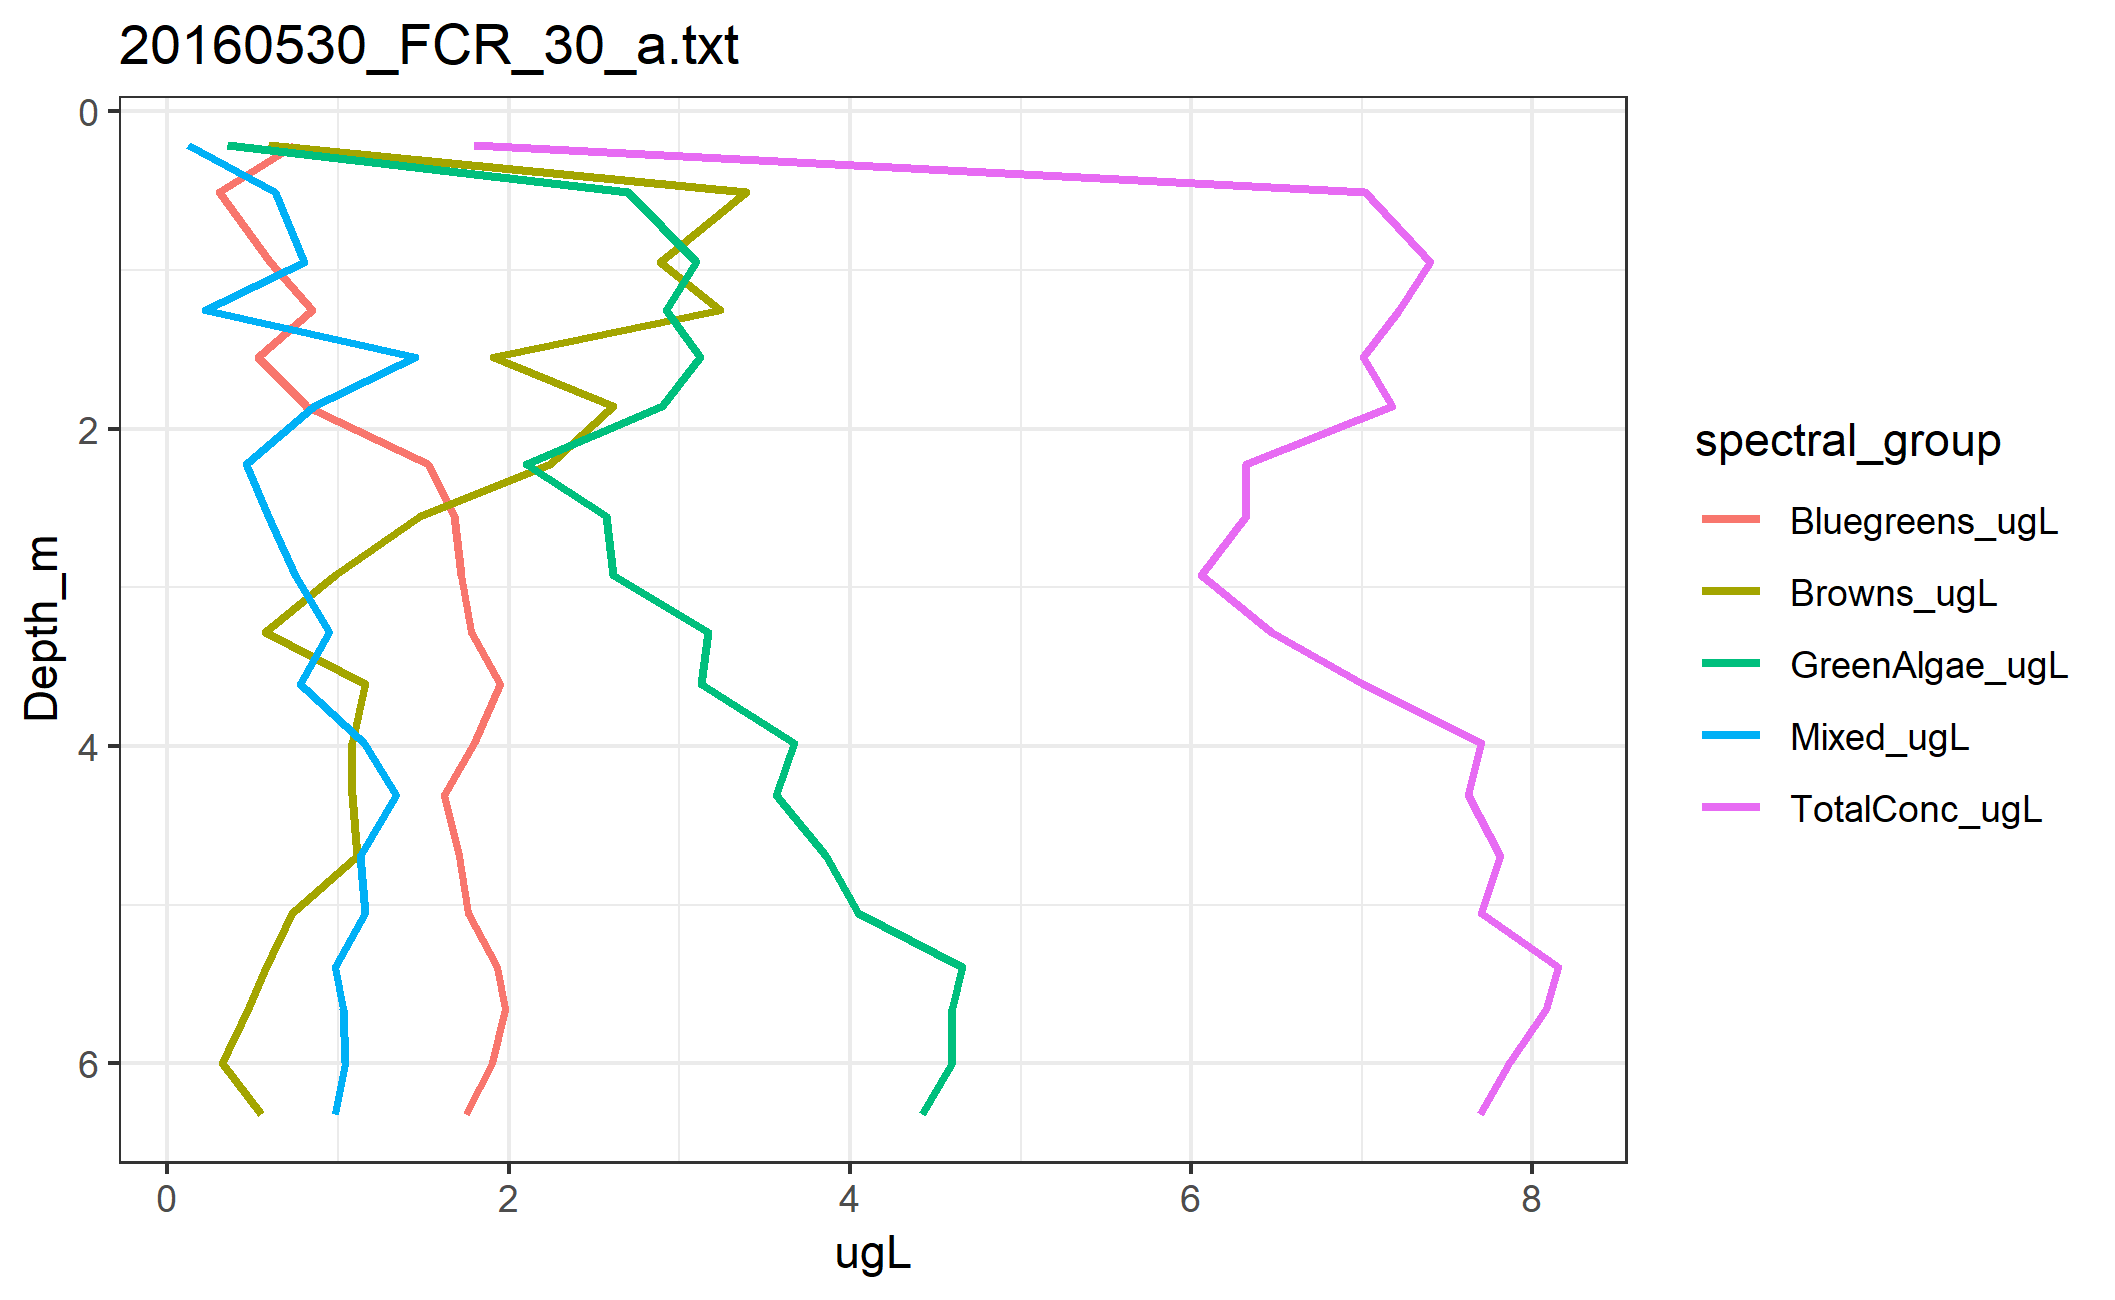 20160530_FCR_30_a.txt
0
2
4
6
Depth_m
0 2 4 6 8
ugL
spectral_group
Bluegreens_ugL
Browns_ugL
GreenAlgae_ugL
Mixed_ugL
TotalConc_ugL